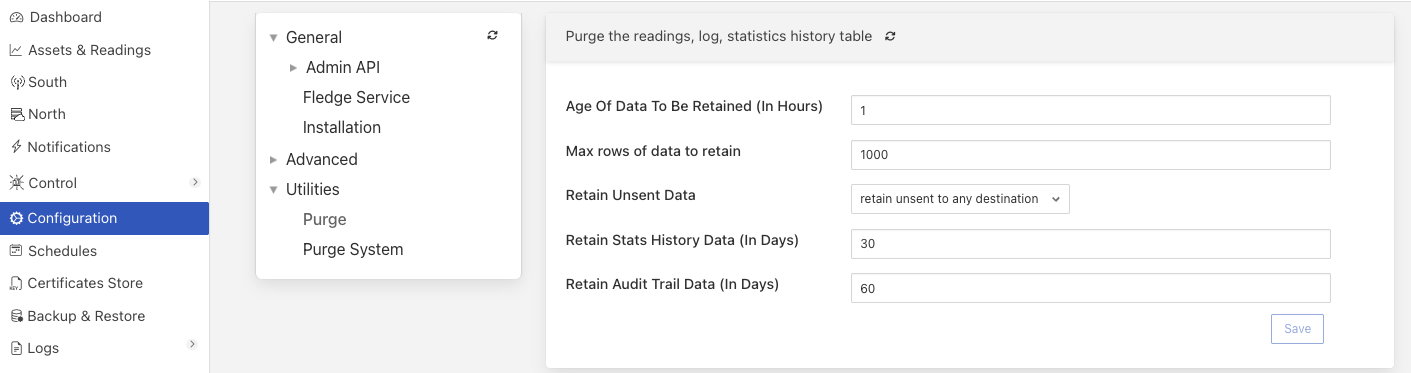 Dashboard
Assets & Readings
South
North
Notifications
Control
Configuration
Schedules
Certificates Store
Backup & Restore
Logs
General
Admin API
Fledge Service
Installation
Advanced
Utilities
Purge
Purge System
Purge the readings, log, statistics history table
Age Of Data To Be Retained (In Hours)
1
Max rows of data to retain
1000
Retain Unsent Data
retain unsent to any destination
Retain Stats History Data (In Days)
30
Retain Audit Trail Data (In Days)
60
Save